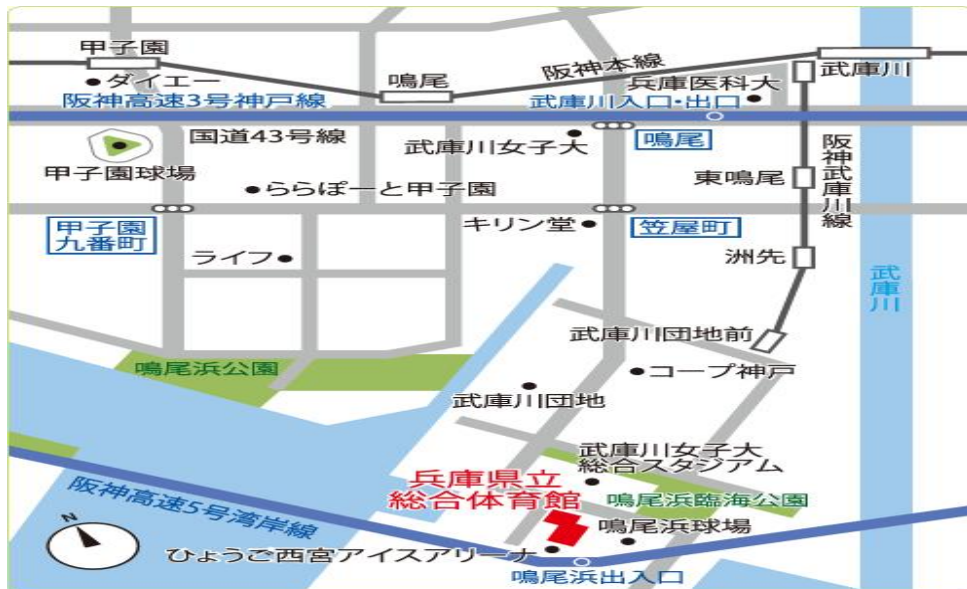 甲子園
ダイエー
阪神高速3号神戸線
鳴尾
阪神本線
武庫川
兵庫医科大
武庫川入口・出口
国道43号線
武庫川女子大
鳴尾
阪神武庫川線
甲子園球場
ららぽーと甲子園
東鳴尾
甲子園
九番町
キリン堂
笠屋町
ライフ
洲先
武庫川
武庫川団地前
鳴尾浜公園
コープ神戸
武庫川団地
武庫川女子大
総合スタジアム
兵庫県立
総合体育館
鳴尾浜臨海公園
阪神高速5号湾岸線
鳴尾浜球場
N
ひょうご西宮アイスアリーナ
鳴尾浜出入口